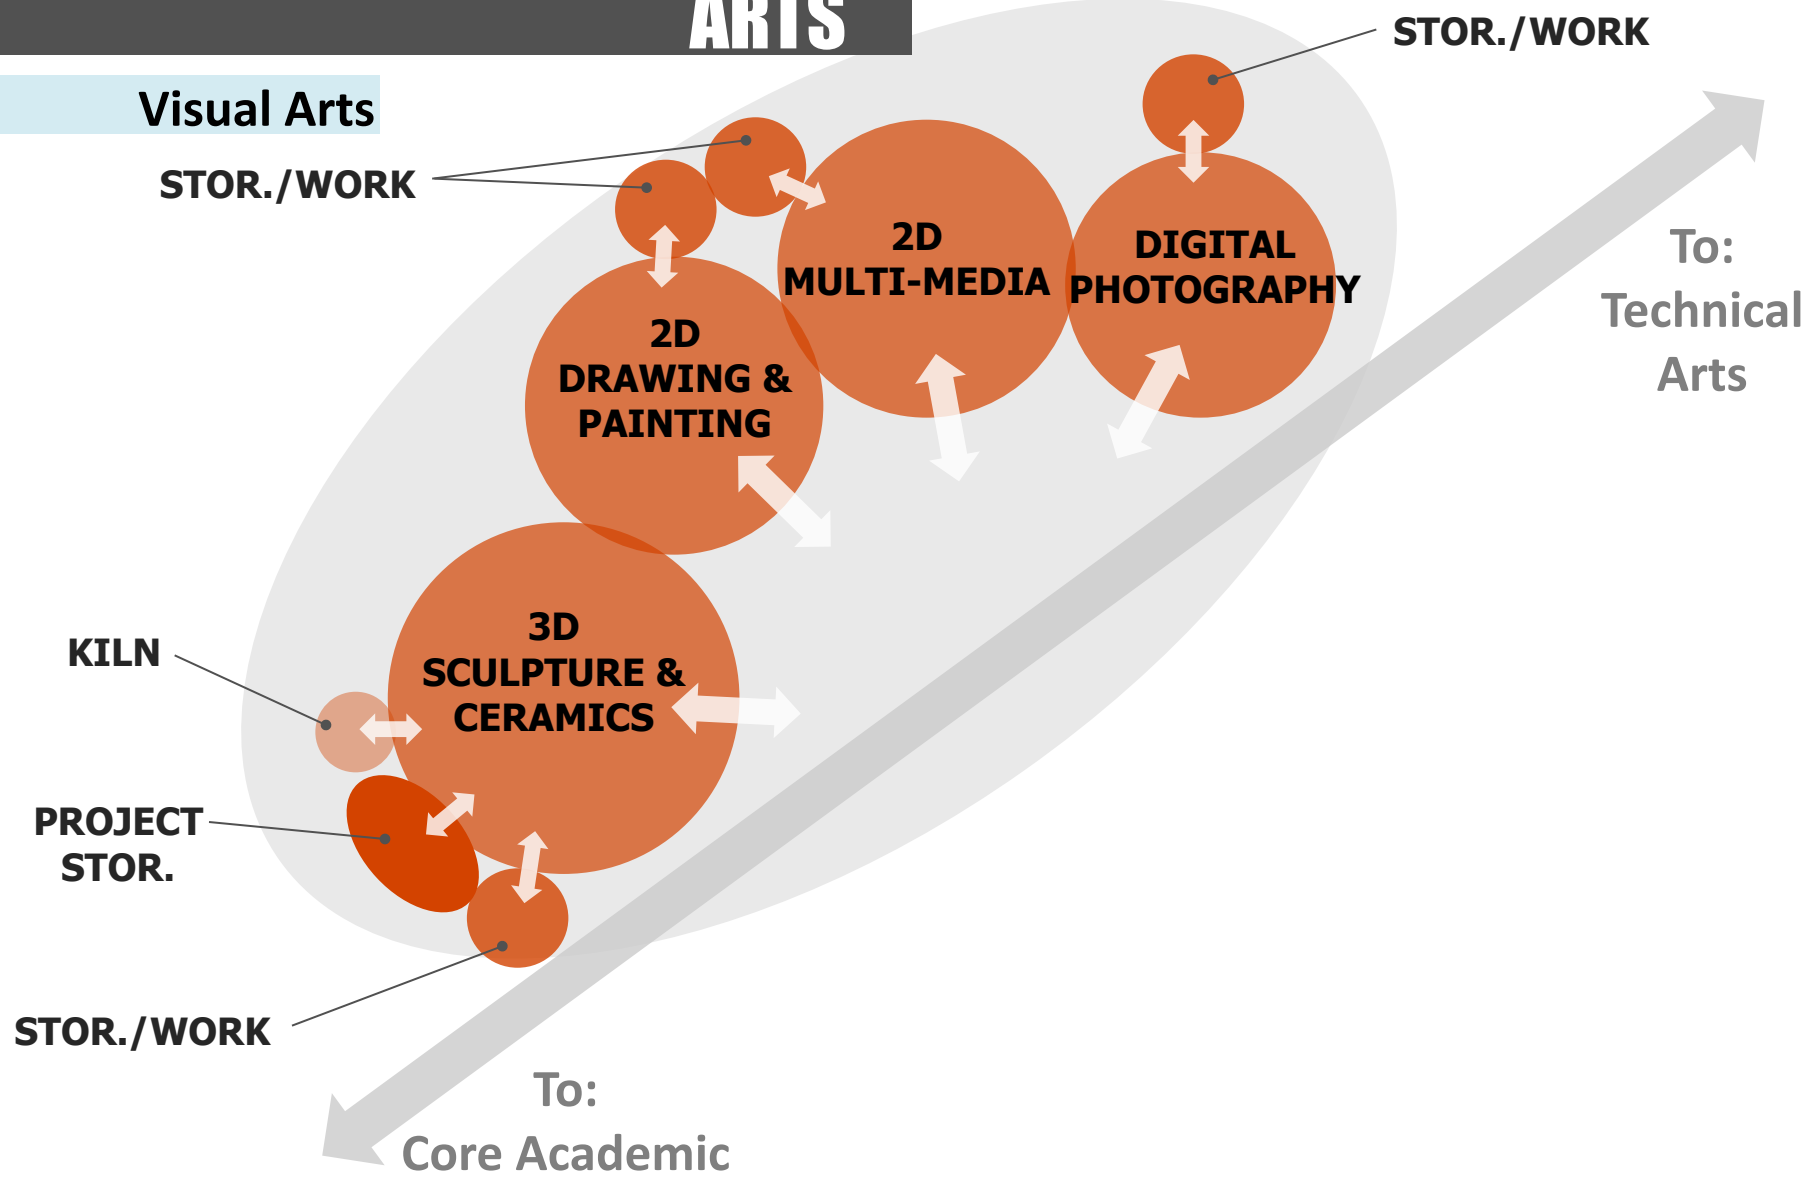 ARTS
Visual Arts
STOR./WORK
STOR./WORK
2D
MULTI-MEDIA
DIGITAL
PHOTOGRAPHY
To:
Technical
Arts
2D
DRAWING &
PAINTING
3D
SCULPTURE &
CERAMICS
KILN
PROJECT
STOR.
STOR./WORK
To:
Core Academic